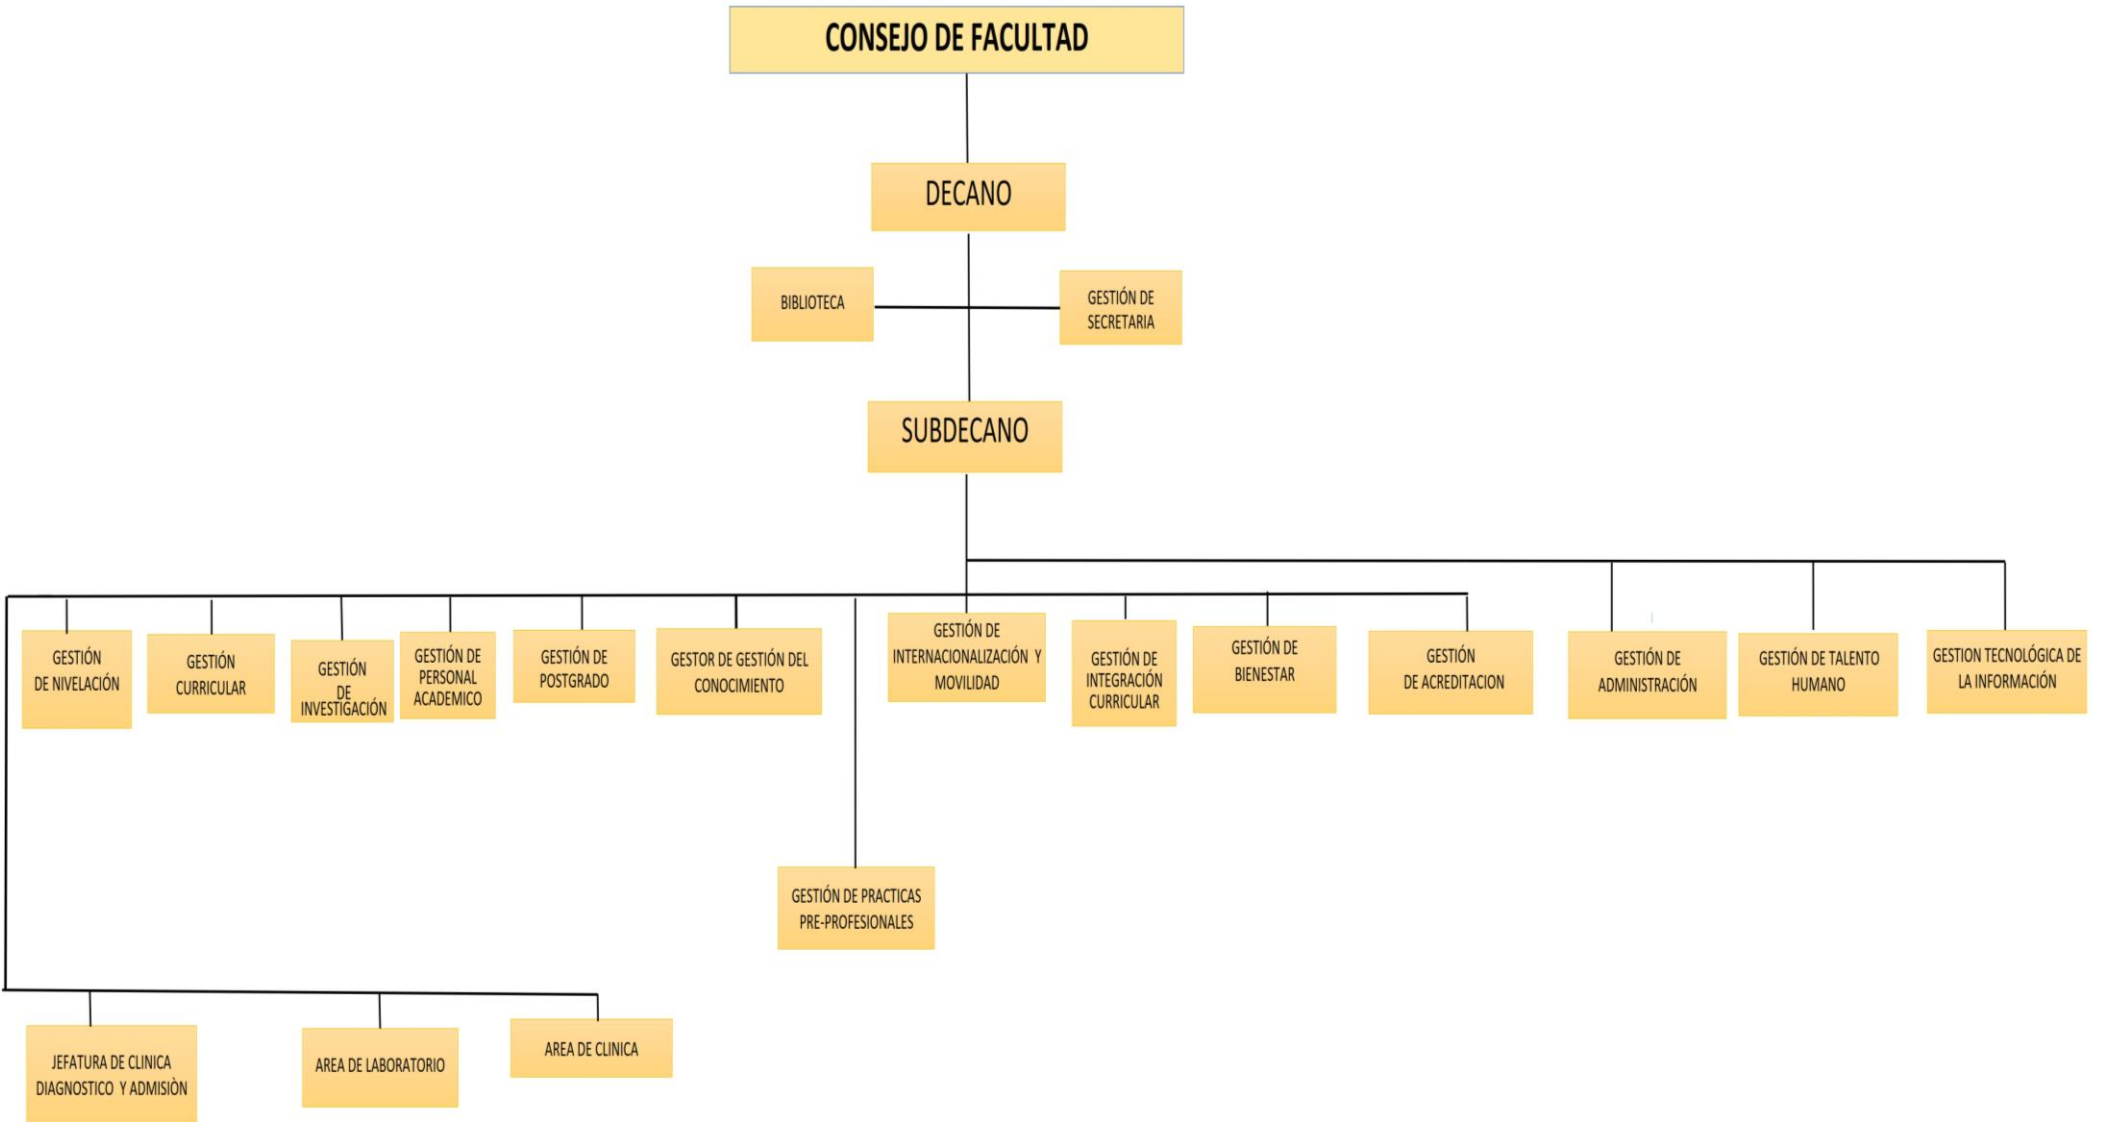 CONSEJO DE FACULTAD
DECANO
BIBLIOTECA
GESTIÓN DE
SECRETARIA
SUBDECANO
GESTIÓN
DE NIVELACIÓN
GESTIÓN
CURRICULAR
GESTIÓN
DE
INVESTIGACIÓN
GESTIÓN DE
PERSONAL
ACADEMICO
GESTIÓN DE
POSTGRADO
GESTOR DE GESTIÓN DEL
CONOCIMIENTO
GESTIÓN DE
INTERNACIONALIZACIÓN Y
MOVILIDAD
GESTIÓN DE
INTEGRACIÓN
CURRICULAR
GESTIÓN DE
BIENESTAR
GESTIÓN
DE ACREDITACION
GESTIÓN DE
ADMINISTRACIÓN
GESTIÓN DE TALENTO
HUMANO
GESTION TECNOLÓGICA DE
LA INFORMACIÓN
GESTIÓN DE PRACTICAS
PRE-PROFESIONALES
JEFATURA DE CLINICA
DIAGNOSTICO Y ADMISIÒN
AREA DE LABORATORIO
AREA DE CLINICA